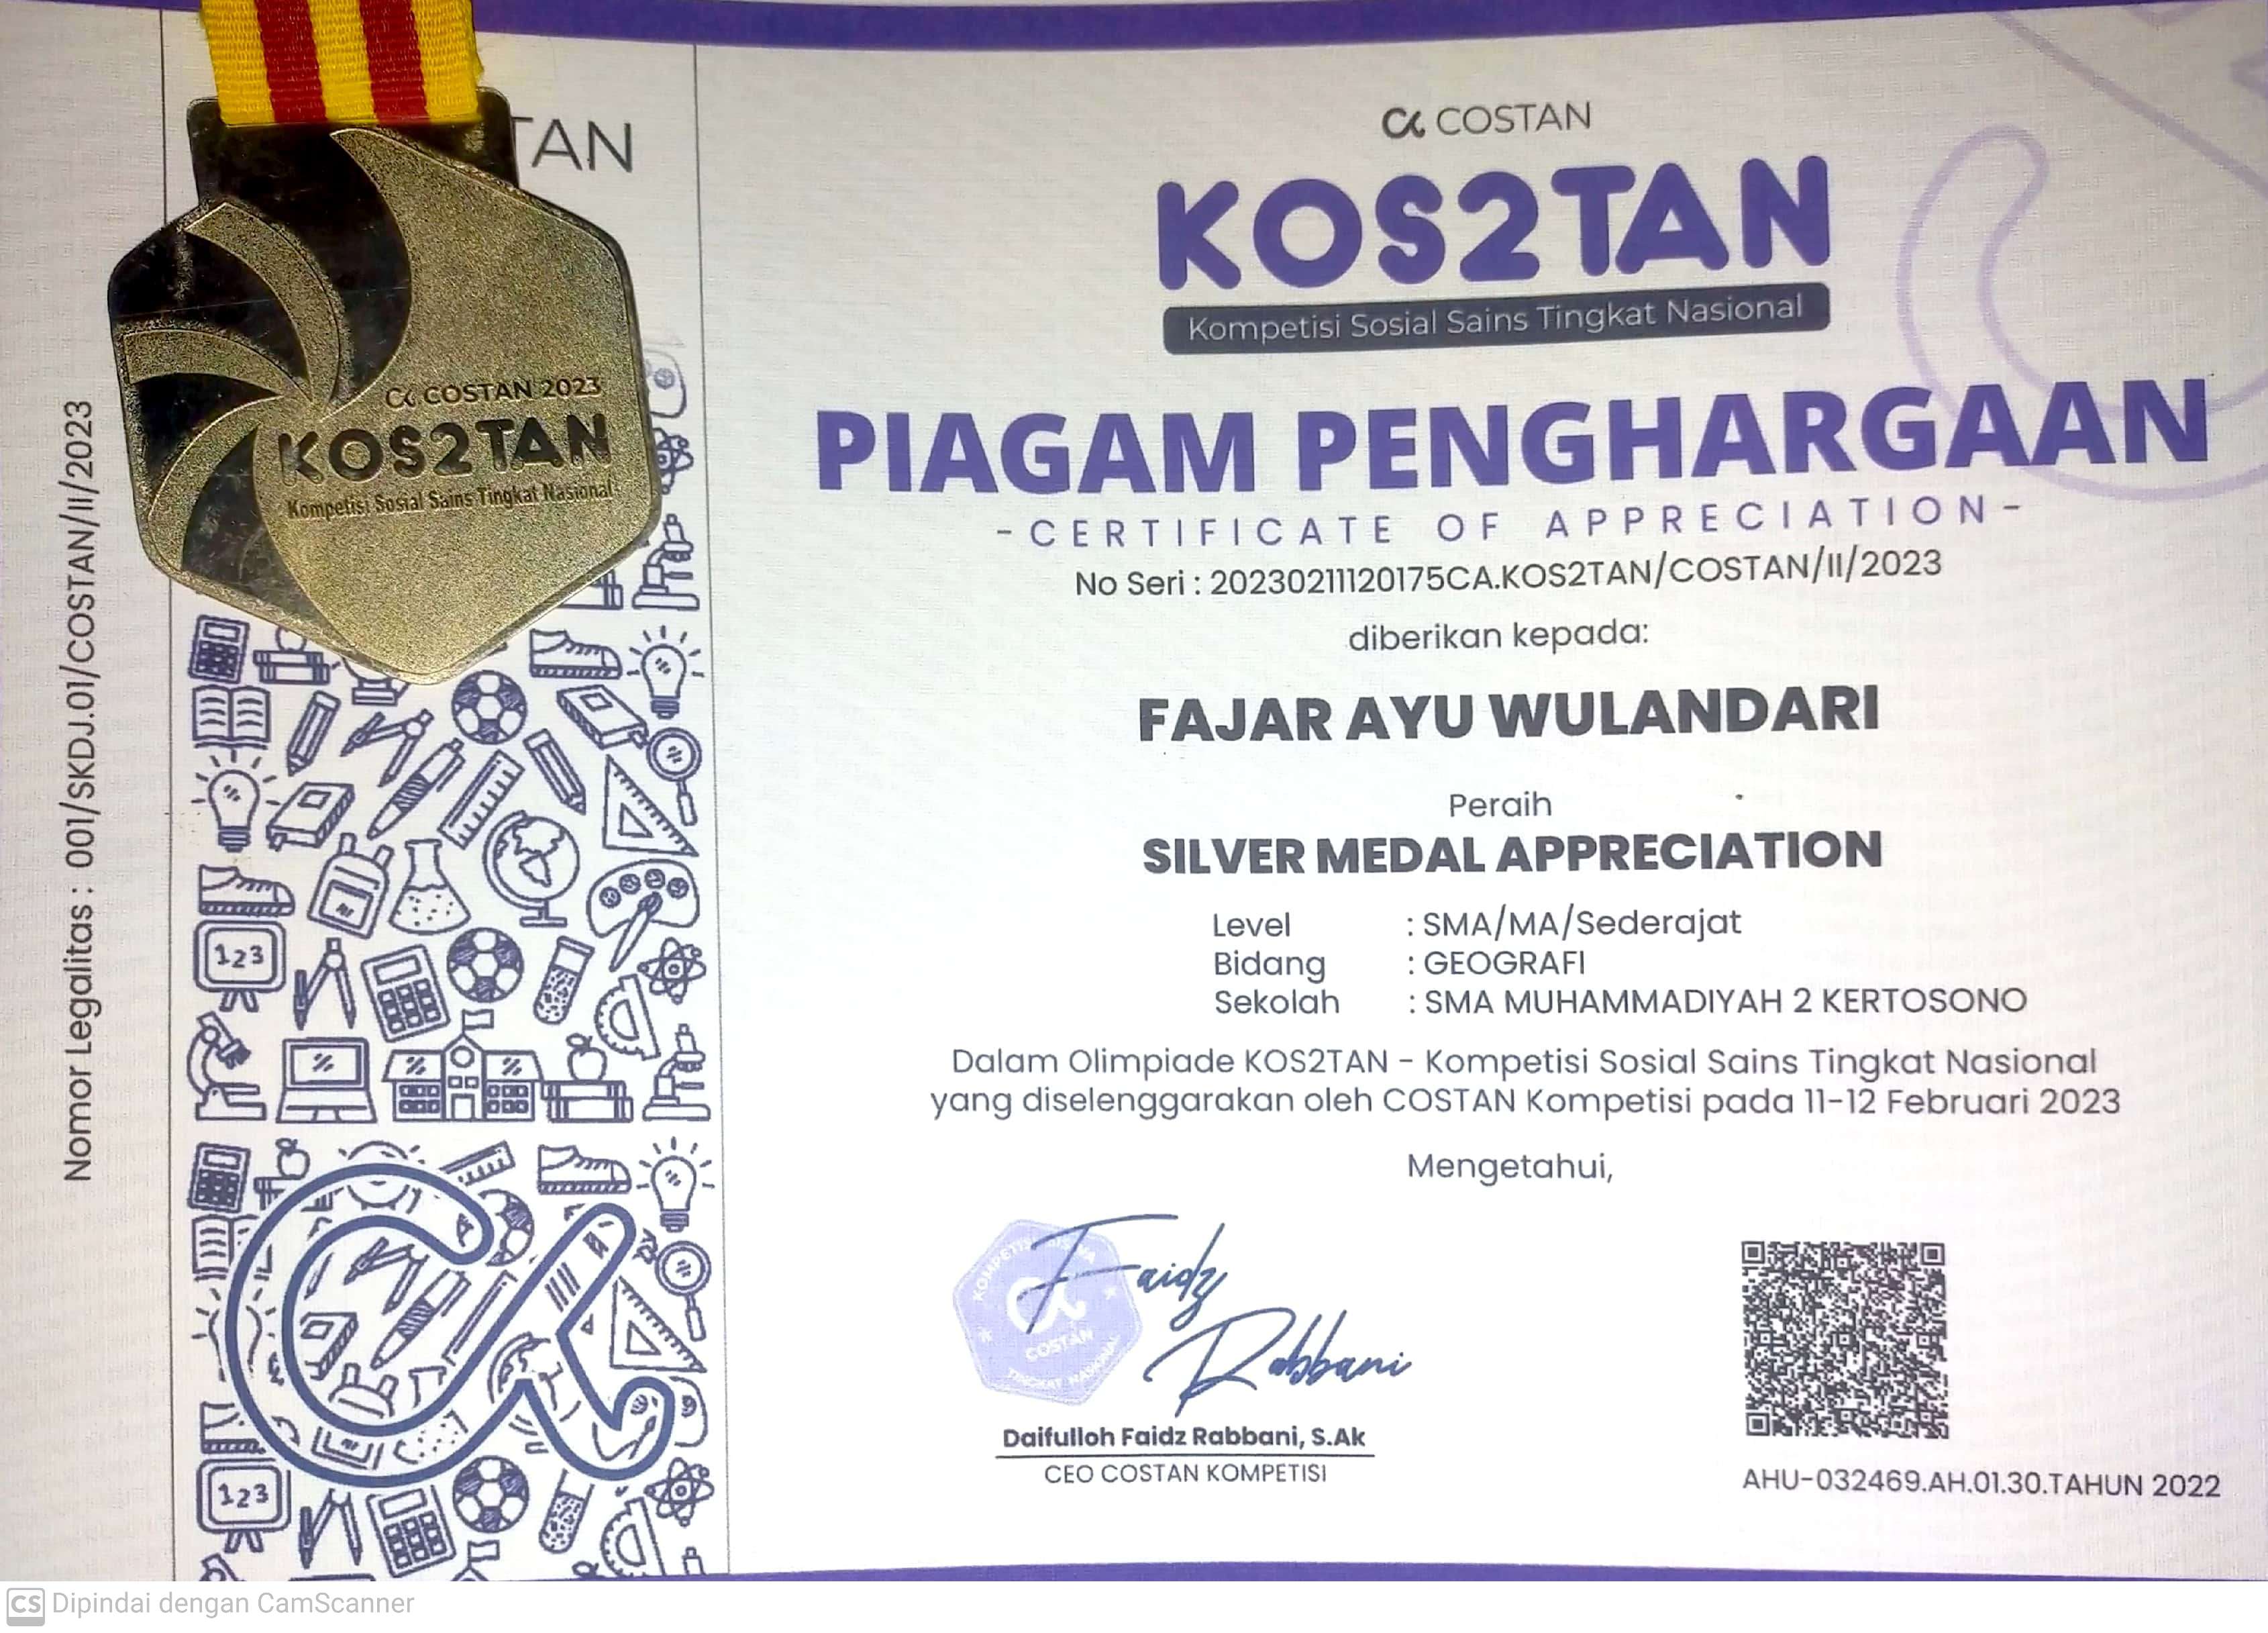 Nomor Legalitas : 001/SKDJ.01/COSTAN/II/2023
TAN
COSTAN 2023
KOS2TAN
Kompetisi Sosial Sains Tingkat Nasional
COSTAN
KOS2TAN
Kompetisi Sosial Sains Tingkat Nasional
PIAGAM PENGHARGAAN
-CERTIFICATE OF APPRECIATION-
No Seri : 20230211120175CA.KOS2TAN/COSTAN/II/2023
diberikan kepada:
FAJAR AYU WULANDARI
Peraih
SILVER MEDAL APPRECIATION
Level : SMA/MA/Sederajat
Bidang : GEOGRAFI
Sekolah : SMA MUHAMMADIYAH 2 KERTOSONO
Dalam Olimpiade KOS2TAN - Kompetisi Sosial Sains Tingkat Nasional
yang diselenggarakan oleh COSTAN Kompetisi pada 11-12 Februari 2023
Mengetahui,
Faidz
Rabbani
COSTAN
TINGKAT NASIONAL
Daifulloh Faidz Rabbani, S.Ak
CEO COSTAN KOMPETISI
AHU-032469.AH.01.30.TAHUN 2022
123
123
CS Dipindai dengan CamScanner